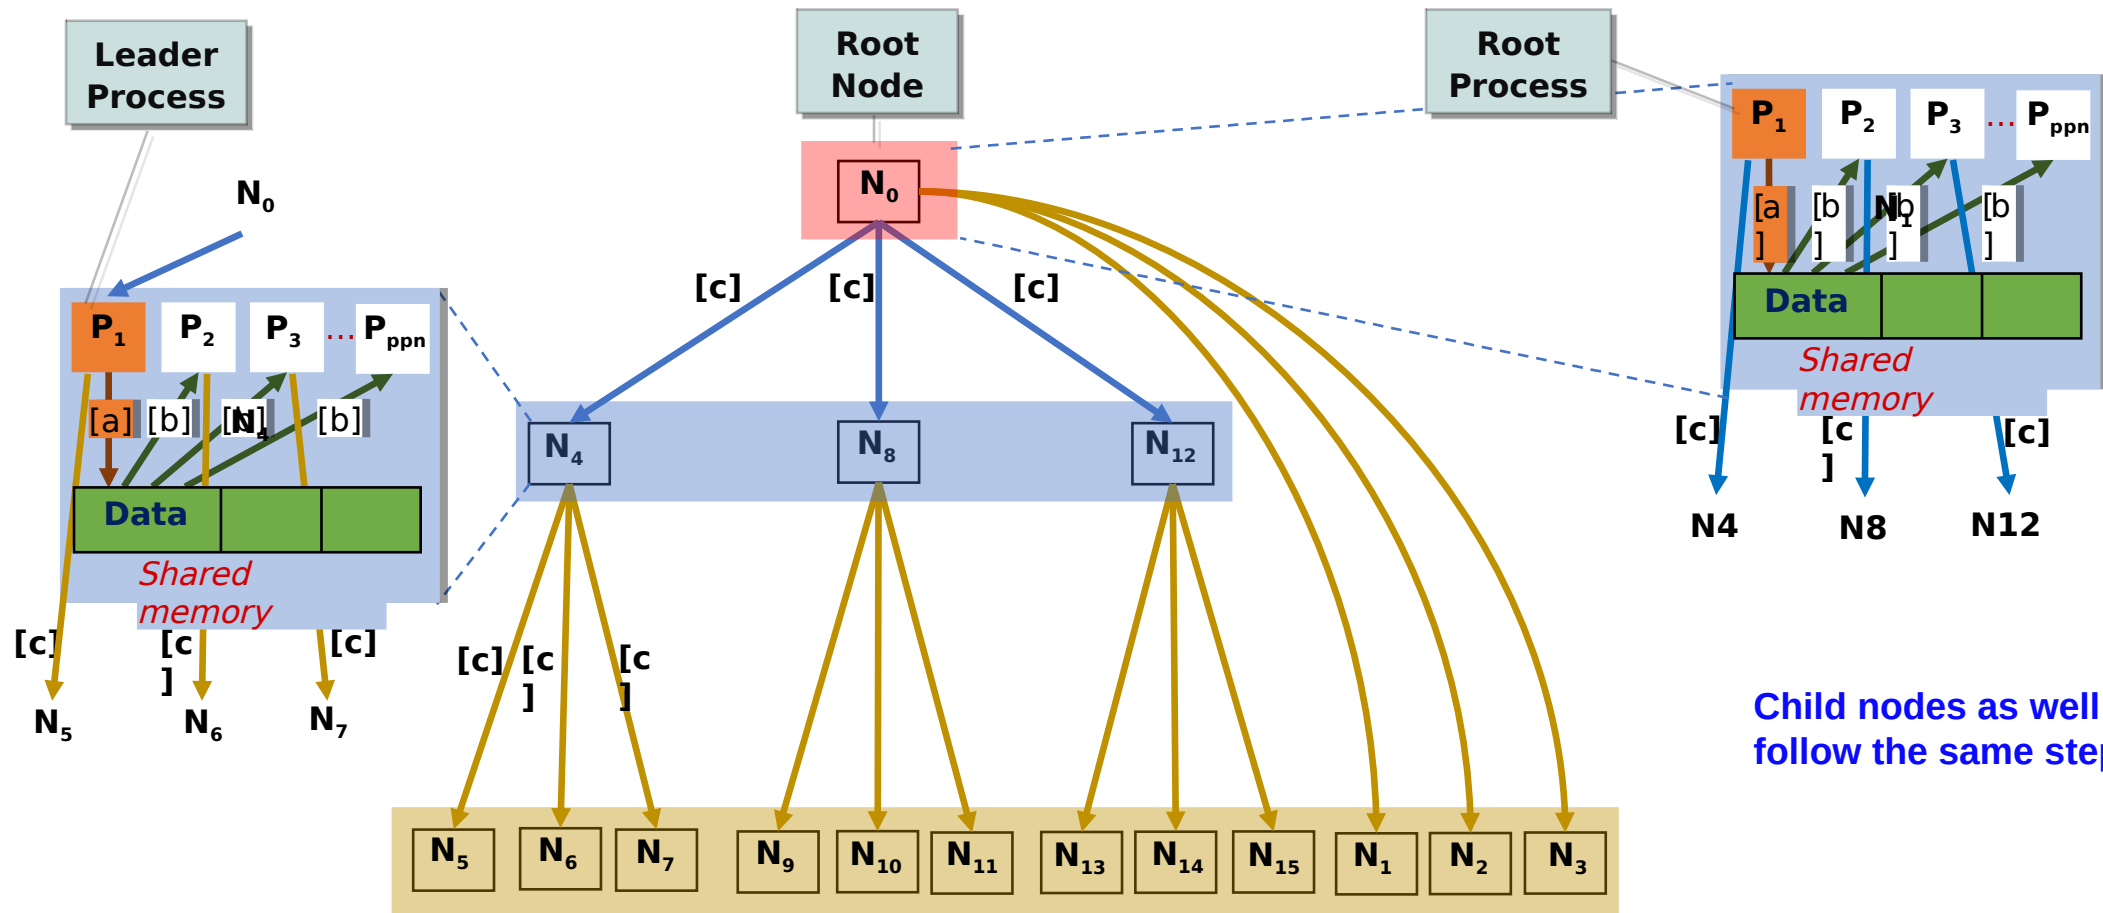 Leader
Process
Root
Node
Root
Process
P1
P2
P3
...
Pppn
N0
N0
[a
]
[b
]
[b
]
N1
[b
]
Data
Shared
memory
[c]
[c]
[c]
P1
P2
P3
...
Pppn
[a]
[b]
[b]
N4
[b]
Data
Shared
memory
N4
N8
N12
[c]
[c
]
[c]
N4
N8
N12
[c]
[c
]
[c]
[c]
[c
]
[c
]
N5
N6
N7
Child nodes as well
follow the same step
N5
N6
N7
N9
N10
N11
N13
N14
N15
N1
N2
N3